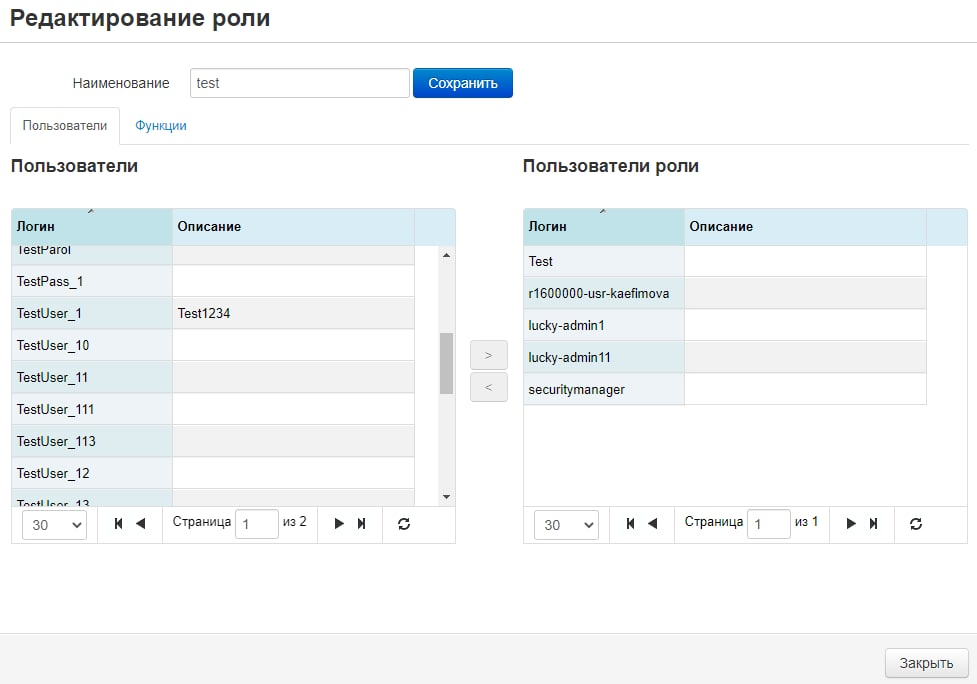 Редактирование роли
Наименование test Сохранить
Пользователи Функции
Пользователи
Логин Описание
TestParol
TestPass_1
TestUser_1 Test1234
TestUser_10
TestUser_11
TestUser_111
TestUser_113
TestUser_12
TestUser_13
30 Страница 1 из 2
> 
<
Пользователи роли
Логин Описание
Test
r1600000-usr-kaefimova
lucky-admin1
lucky-admin11
securitymanager
30 Страница 1 из 1
Закрыть